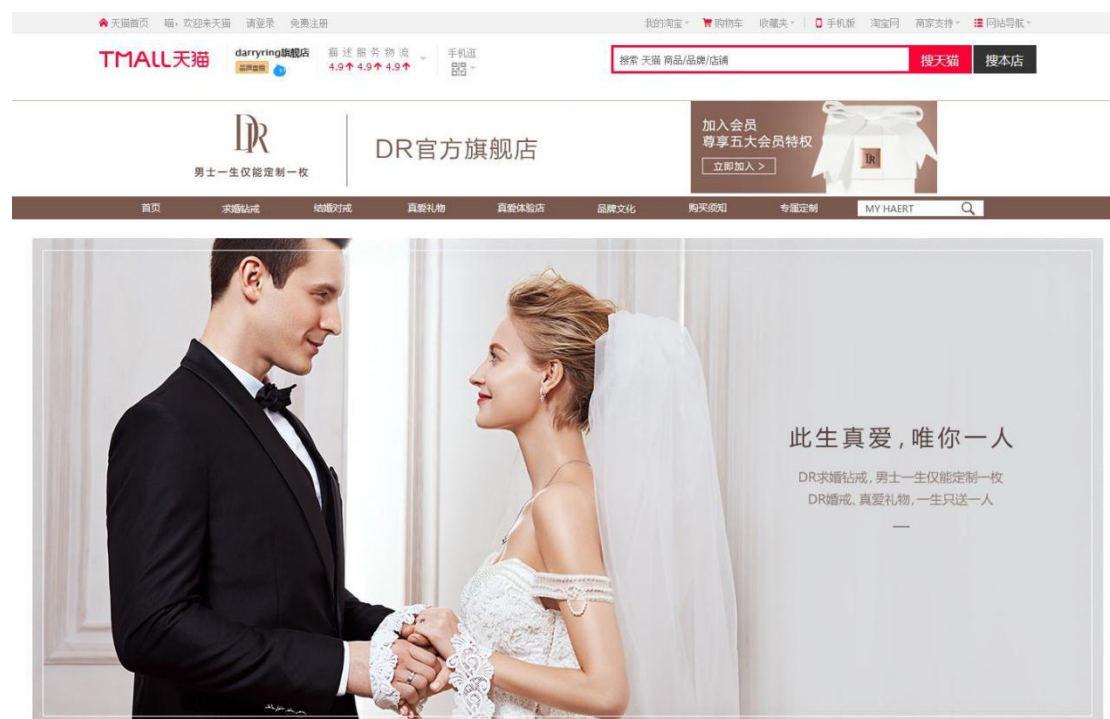 天猫首页 喵，欢迎来天猫 请登录 免费注册 我的淘宝 购物车 收藏夹 手机版 淘宝网 商家支持 网站导航
TMALL天猫 darryring旗舰店 描述 服务 物流 手机逛 搜索 天猫 商品/品牌/店铺 搜天猫 搜本店
品牌直销 4.9 4.9 4.9
DR
男士一生仅能定制一枚
DR官方旗舰店
加入会员
尊享五大会员特权
立即加入 >
DR
首页 求婚钻戒 结婚对戒 真爱礼物 真爱体验店 品牌文化 购买须知 专属定制 MY HAERT
此生真爱,唯你一人
DR求婚钻戒,男士一生仅能定制一枚
DR婚戒、真爱礼物,一生只送一人